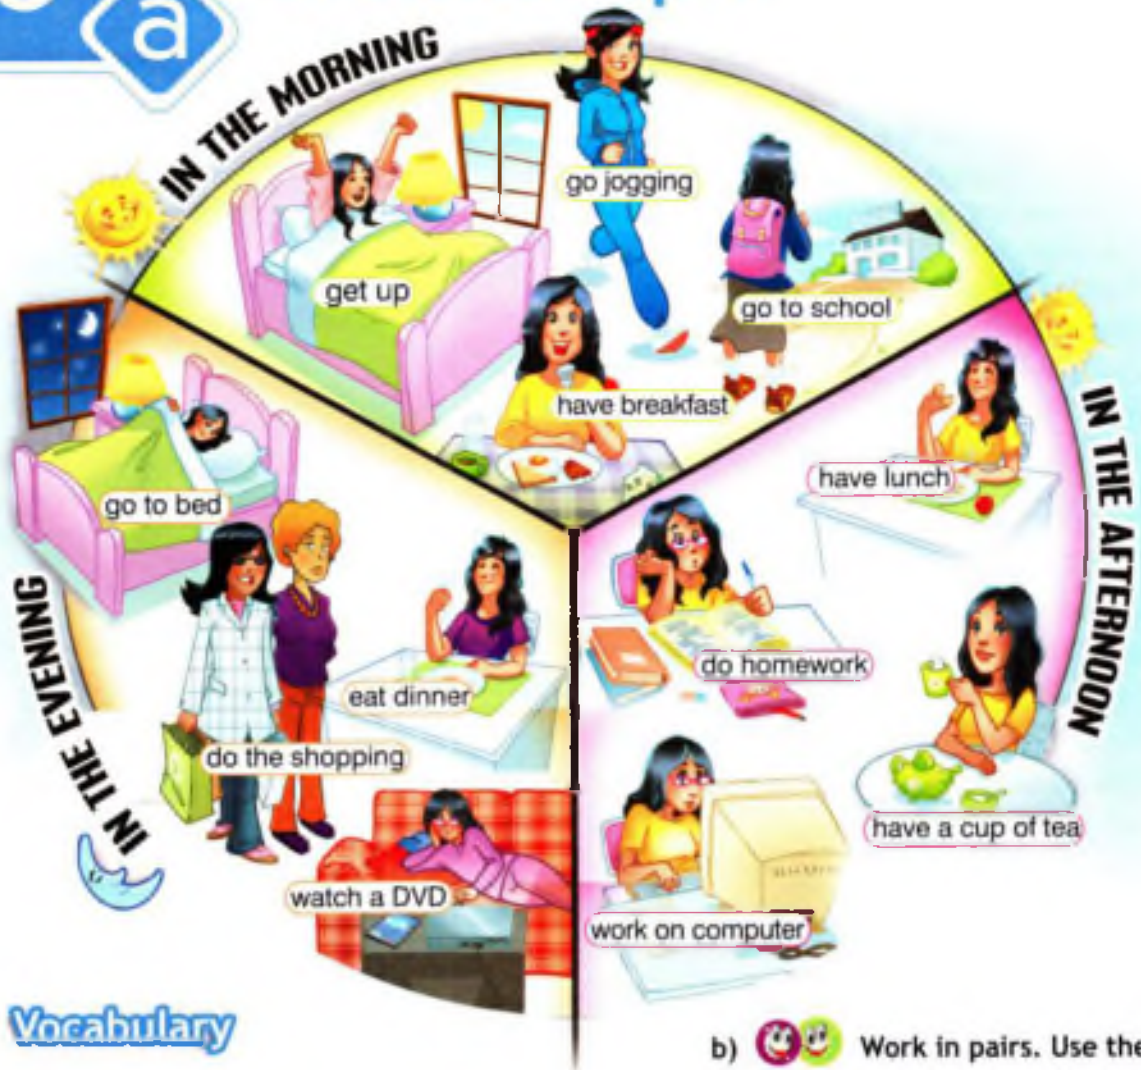 a
IN THE MORNING
go jogging
get up
go to school
have breakfast
IN THE AFTERNOON
have lunch
do homework
have a cup of tea
work on computer
IN THE EVENING
go to bed
eat dinner
do the shopping
watch a DVD
Vocabulary
b) Work in pairs. Use the